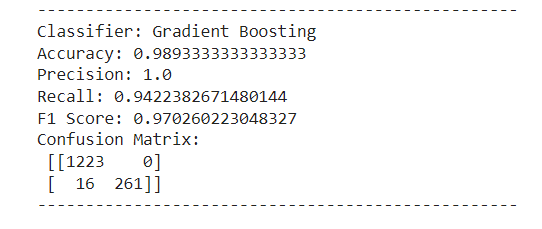 --------------------------------------------------
Classifier: Gradient Boosting
Accuracy: 0.9893333333333333
Precision: 1.0
Recall: 0.9422382671480144
F1 Score: 0.970260223048327
Confusion Matrix:
 [[1223    0]
 [  16  261]]
--------------------------------------------------